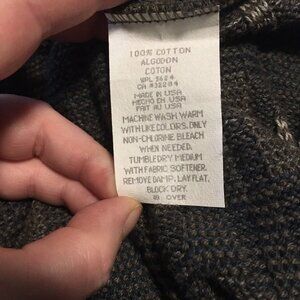 100% COTTON
ALGODON
COTON
WPL 5624
CA #32284
MADE IN USA
HECHO EN USA
FAIT AU USA
MACHINE WASH WARM
WITH LIKE COLORS. ONLY
NON-CHLORINE BLEACH
WHEN NEEDED.
TUMBLE DRY MEDIUM
WITH FABRIC SOFTENER.
REMOVE DAMP. LAY FLAT.
BLOCK DRY.
OVER